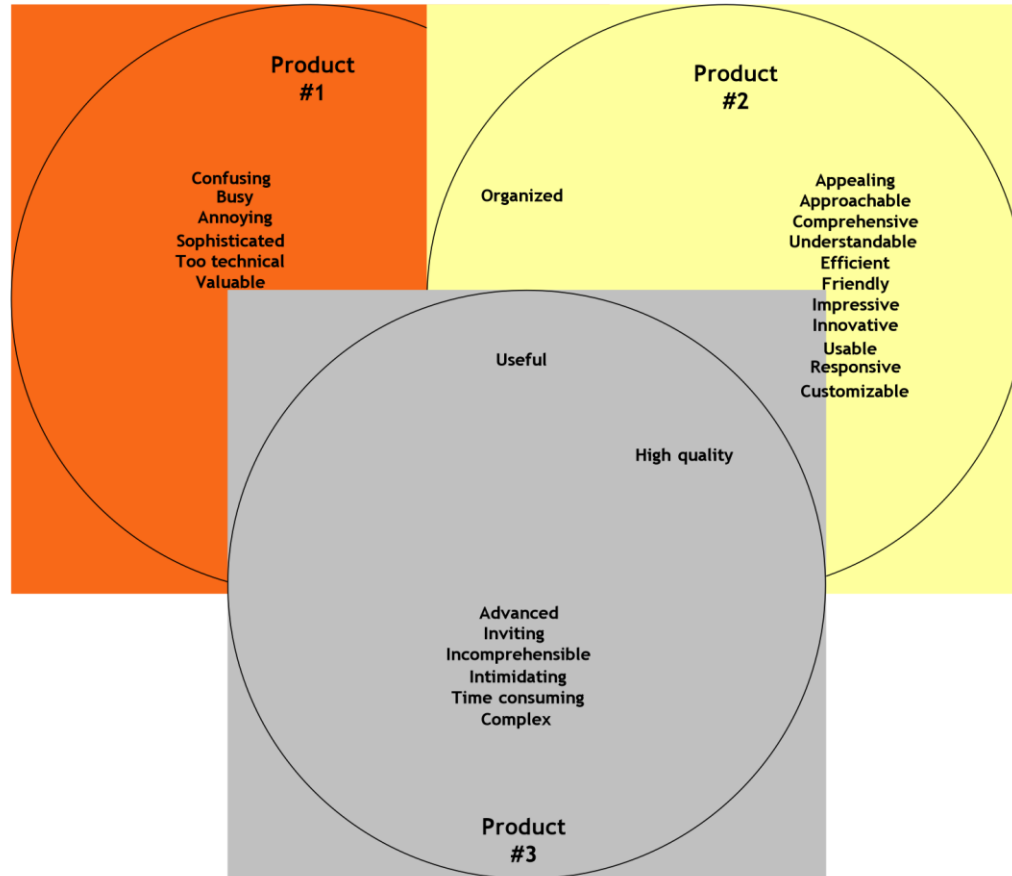 Product
#1
Confusing
Busy
Annoying
Sophisticated
Too technical
Valuable
Product
#2
Organized
Appealing
Approachable
Comprehensive
Understandable
Efficient
Friendly
Impressive
Innovative
Usable
Responsive
Customizable
Useful
High quality
Advanced
Inviting
Incomprehensible
Intimidating
Time consuming
Complex
Product
#3